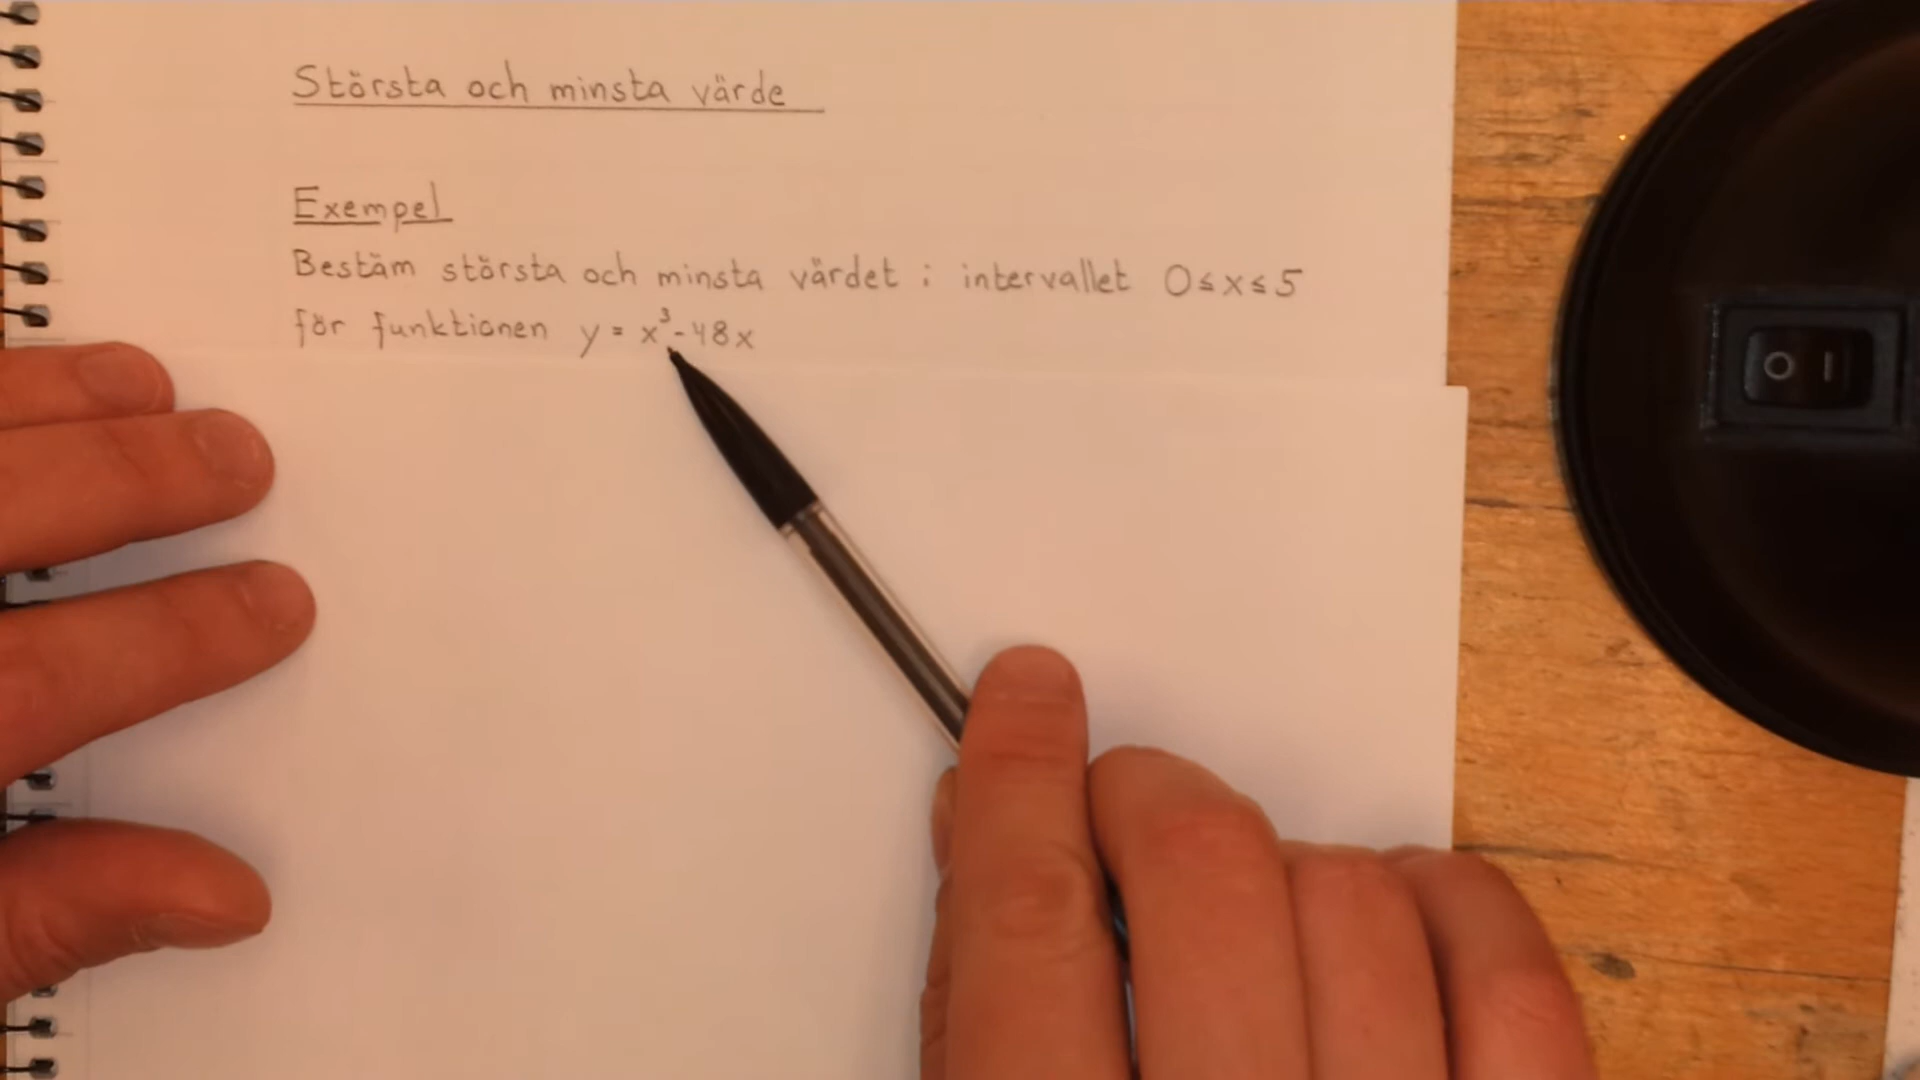 Största och minsta värde
Exempel
Bestäm största och minsta värdet i intervallet 0≤x≤5
för funktionen y = x³-48x
O I